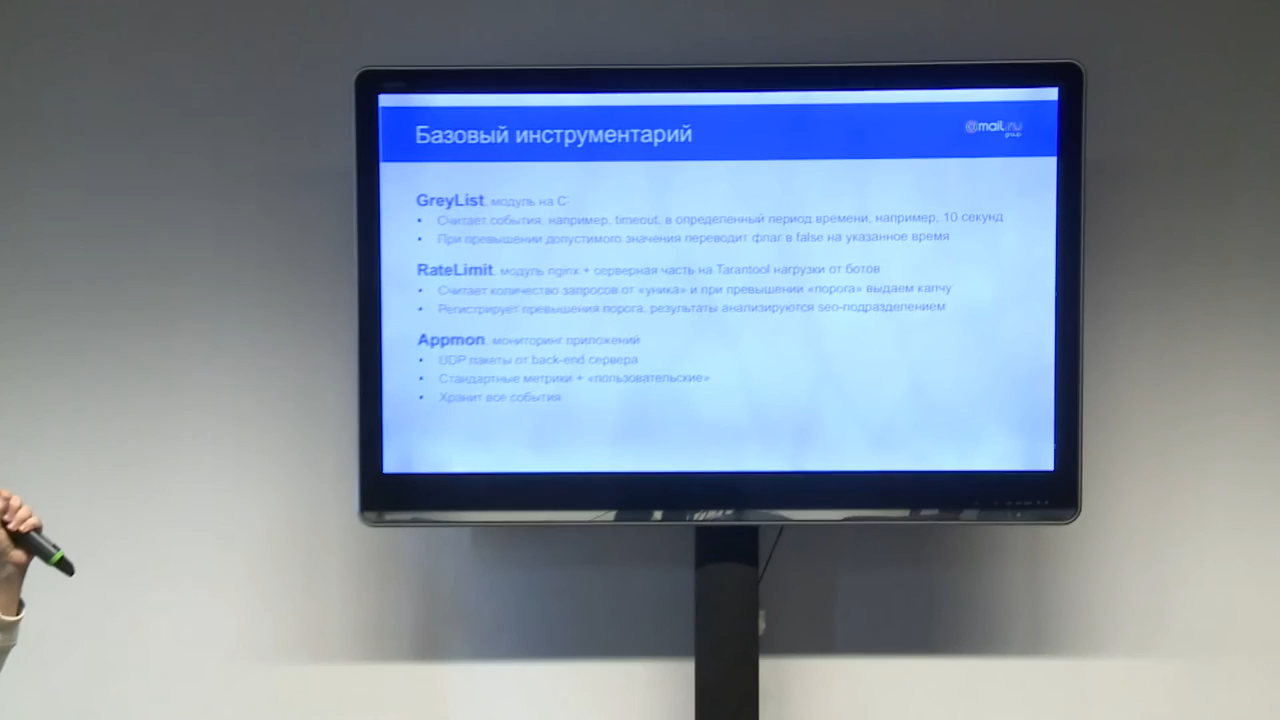 Базовый инструментарий
@mail.ru
group
GreyList, модуль на C
• Считает события, например, timeout, в определенный период времени, например, 10 секунд
• При превышении допустимого значения переводит флаг в false на указанное время
RateLimit, модуль nginx + серверная часть на Tarantool нагрузки от ботов
• Считает количество запросов от «уника» и при превышении «порога» выдаем капчу
• Регистрирует превышения порога, результаты анализируются seo-подразделением
Appmon, мониторинг приложений
• UDP пакеты от back-end сервера
• Стандартные метрики + «пользовательские»
• Хранит все события